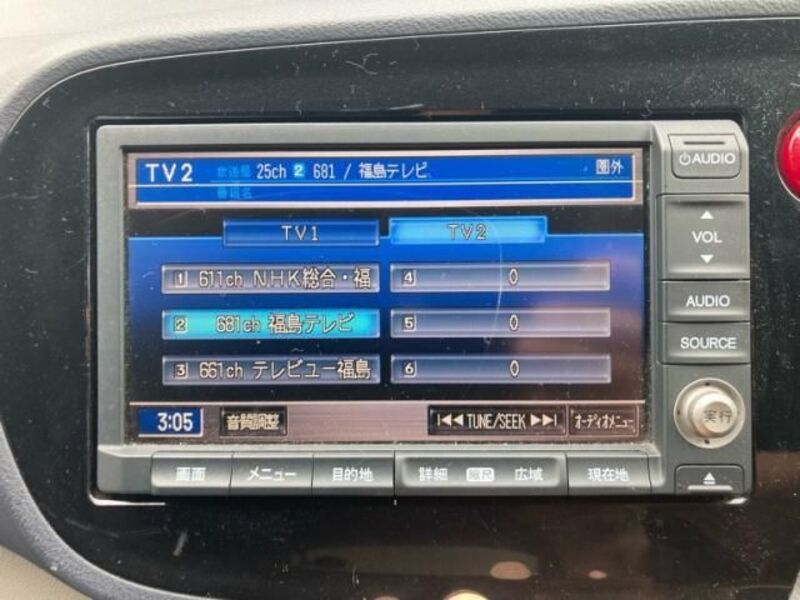 TV2 放送局 25ch 2 681 / 福島テレビ 圏外
番組名
TV1 TV2
1 611ch NHK総合・福 4 0
2 681ch 福島テレビ 5 0
3 661ch テレビユー福島 6 0
3:05 音質調整 TUNE/SEEK オーディオメニュー
AUDIO
VOL
AUDIO
SOURCE
実行
画面 メニュー 目的地 詳細 縮尺 広域 現在地